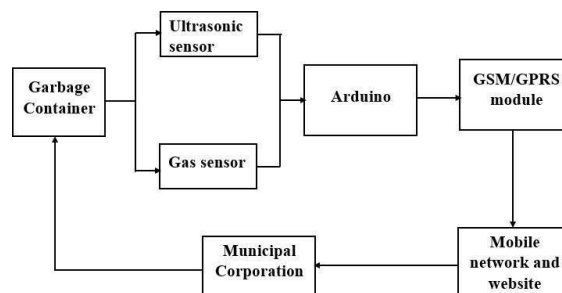 Ultrasonic
sensor
Garbage
Container
Arduino
GSM/GPRS
module
Gas sensor
Municipal
Corporation
Mobile
network and
website